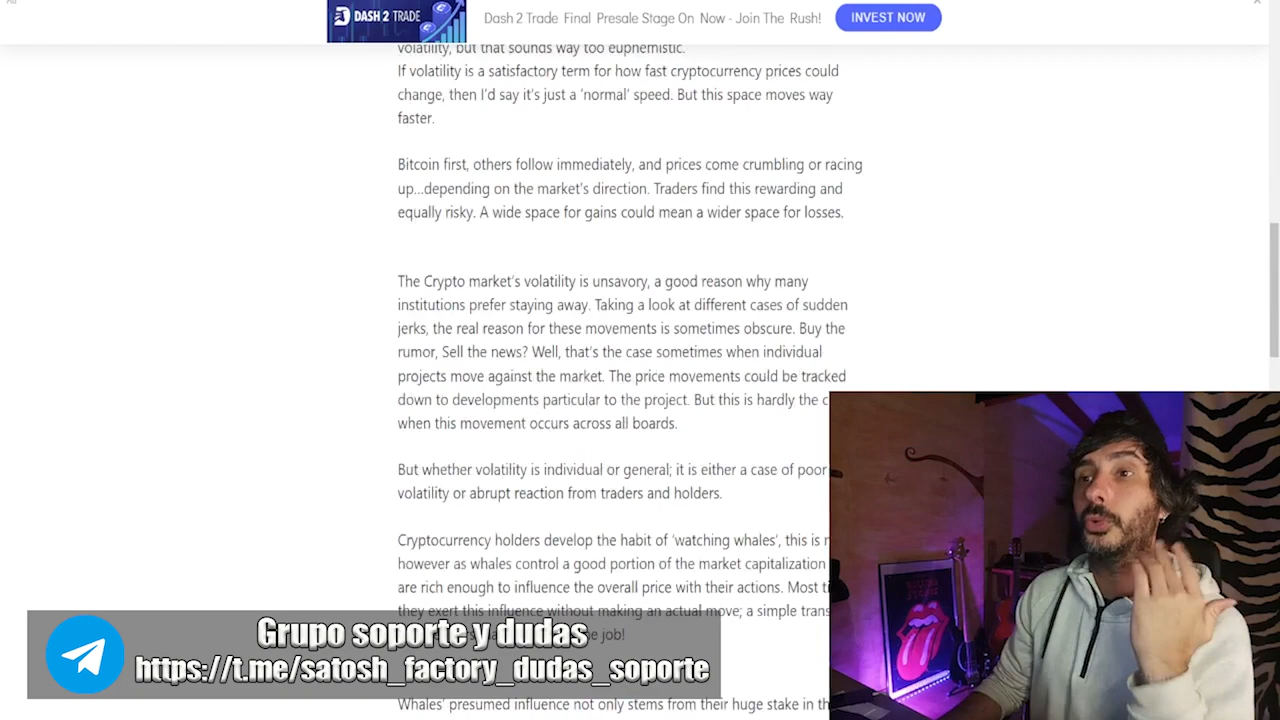 Ad
DASH 2 TRADE
Dash 2 Trade Final Presale Stage On Now - Join The Rush!
INVEST NOW
volatility, but that sounds way too euphemistic.
If volatility is a satisfactory term for how fast cryptocurrency prices could
change, then I'd say it's just a 'normal' speed. But this space moves way
faster.
Bitcoin first, others follow immediately, and prices come crumbling or racing
up...depending on the market's direction. Traders find this rewarding and
equally risky. A wide space for gains could mean a wider space for losses.
The Crypto market's volatility is unsavory, a good reason why many
institutions prefer staying away. Taking a look at different cases of sudden
jerks, the real reason for these movements is sometimes obscure. Buy the
rumor, Sell the news? Well, that's the case sometimes when individual
projects move against the market. The price movements could be tracked
down to developments particular to the project. But this is hardly the
when this movement occurs across all boards.
But whether volatility is individual or general; it is either a case of poor
volatility or abrupt reaction from traders and holders.
Cryptocurrency holders develop the habit of 'watching whales', this is
however as whales control a good portion of the market capitalization
are rich enough to influence the overall price with their actions. Most
they exert this influence without making an actual move; a simple
job!
Grupo soporte y dudas
https://t.me/satosh_factory_dudas_soporte
Whales' presumed influence not only stems from their huge stake in